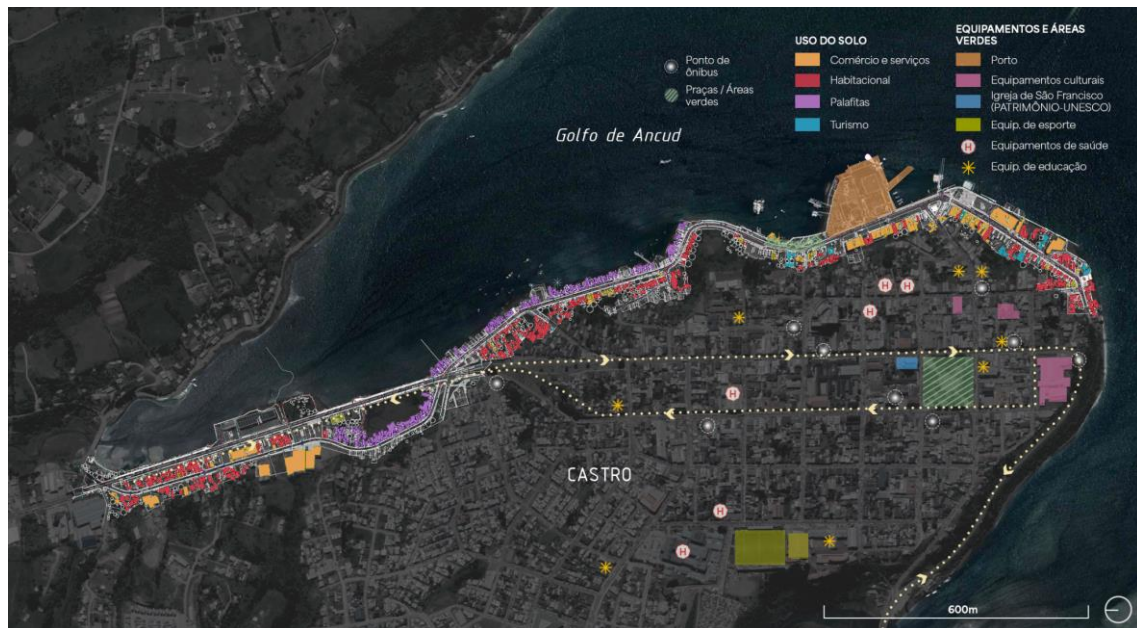 Ponto de
ônibus
Praças / Áreas
verdes
USO DO SOLO
Comércio e serviços
Habitacional
Palafitas
Turismo
EQUIPAMENTOS E ÁREAS
VERDES
Porto
Equipamentos culturais
Igreja de São Francisco
(PATRIMÔNIO-UNESCO)
Equip. de esporte
H Equipamentos de saúde
Equip. de educação
Golfo de Ancud
H H
H
H
CASTRO
H
H
600m